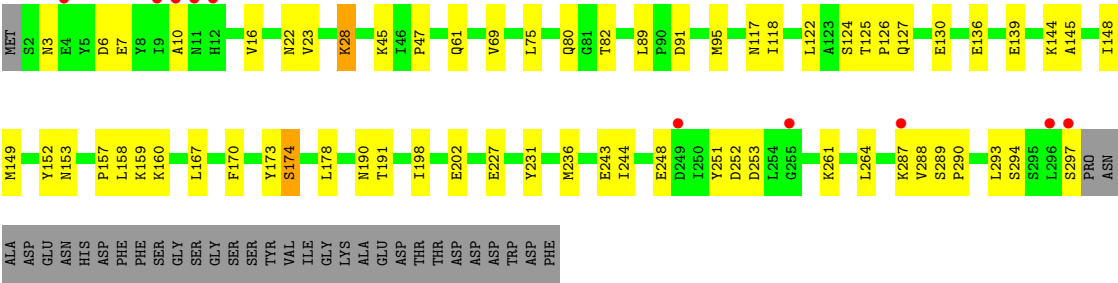 MET S2 N3 E4 Y5 D6 E7 Y8 I9 A10 N11 H12 V16 N22 V23 K28 K45 I46 P47 Q61 V69 L75 Q80 G81 T82 L89 P90 D91 M95 N117 I118 L122 A123 S124 T125 P126 Q127 E130 E136 E139 K144 A145 I148
M149 Y152 N153 P157 L158 K159 K160 L167 F170 Y173 S174 L178 N190 T191 I198 E202 E227 Y231 M236 E243 I244 E248 D249 I250 Y251 D252 D253 L254 G255 K261 L264 K287 V288 S289 P290 L293 S294 S295 L296 S297 PRO ASN
ALA ASP GLU ASN HIS ASP PHE PHE SER GLY SER GLY SER SER TYR VAL ILE GLY LYS ALA GLU ASP THR THR ASP ASP ASP TRP ASP PHE